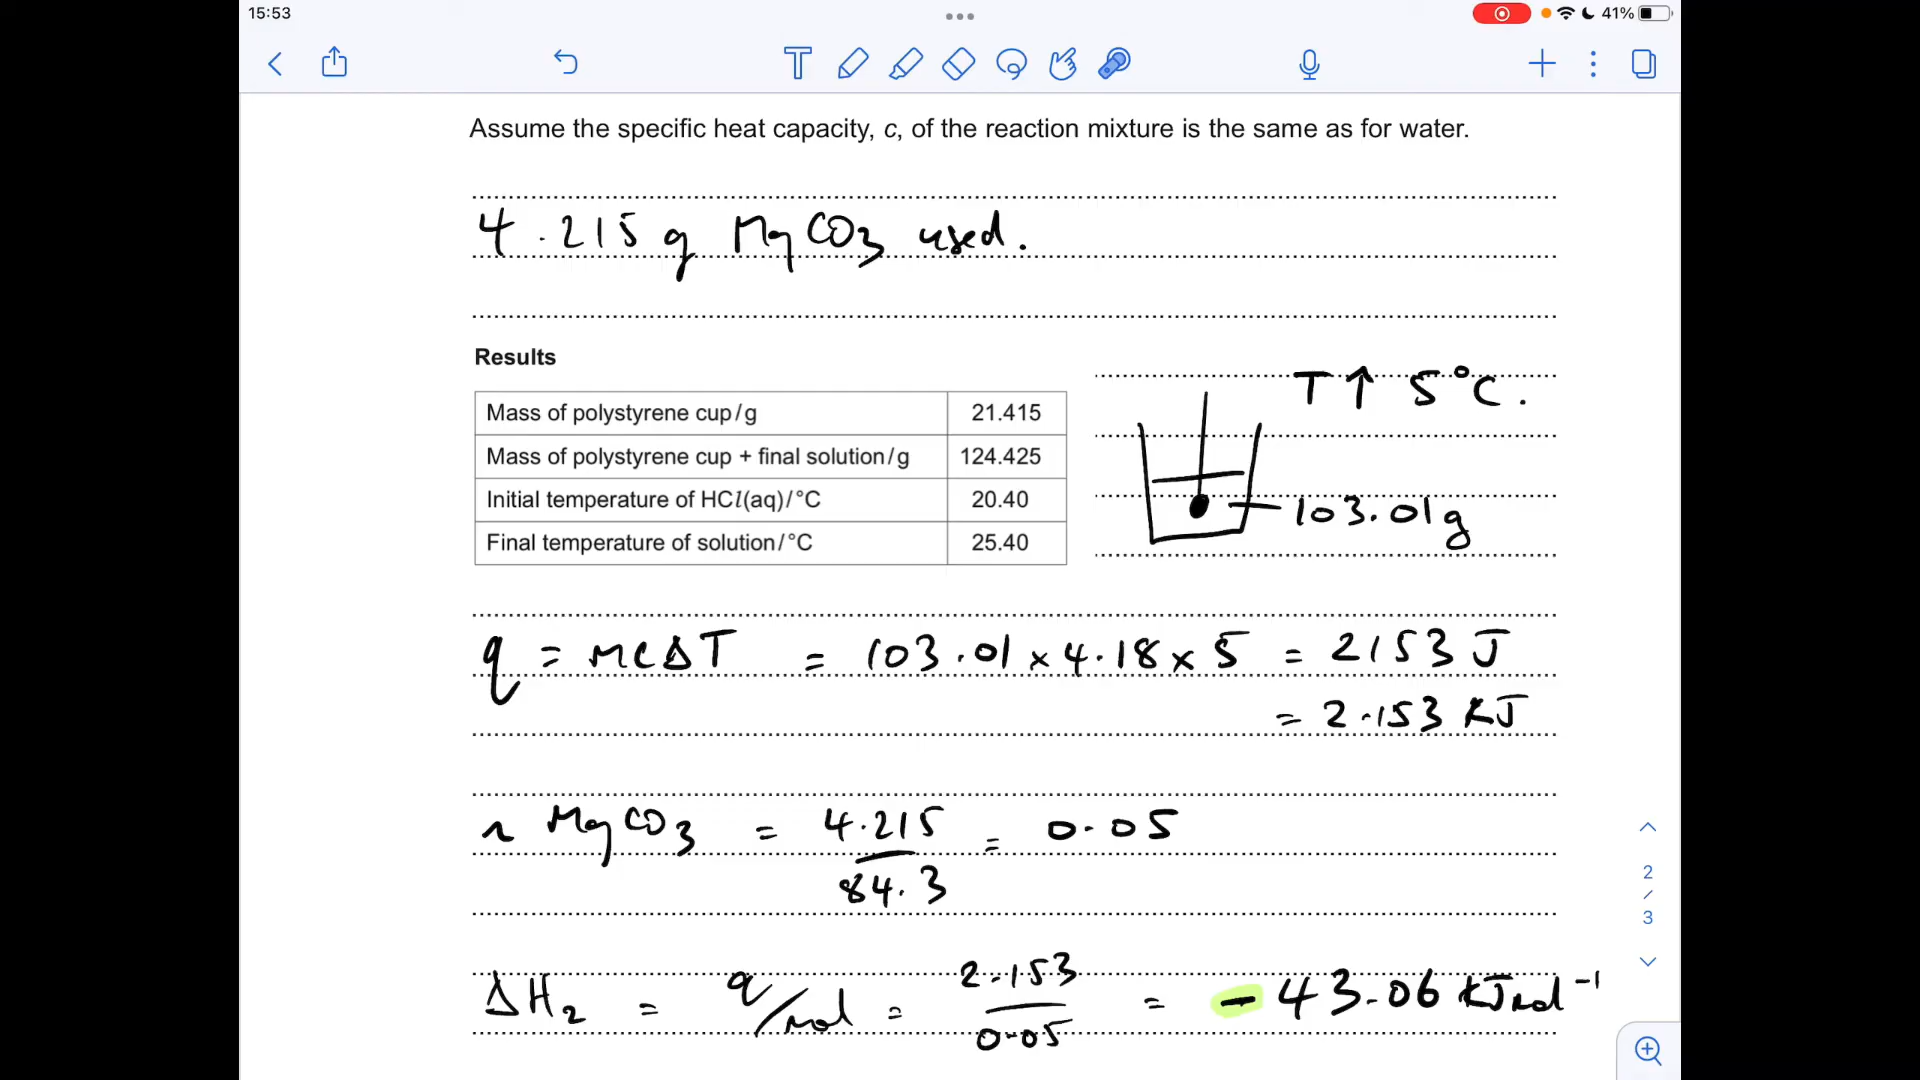 15:53
41%
T
Assume the specific heat capacity, c, of the reaction mixture is the same as for water.
4.215 g MgCO3 used.
Results
Mass of polystyrene cup/g 21.415
Mass of polystyrene cup + final solution/g 124.425
Initial temperature of HCl(aq)/°C 20.40
Final temperature of solution/°C 25.40
T ↑ 5°C.
103.01g
q = mcΔT = 103.01 × 4.18 × 5 = 2153 J
= 2.153 kJ
n MgCO3 = 4.215 / 84.3 = 0.05
ΔH2 = q/mol = 2.153 / 0.05 = - 43.06 kJmol⁻¹
2
/
3